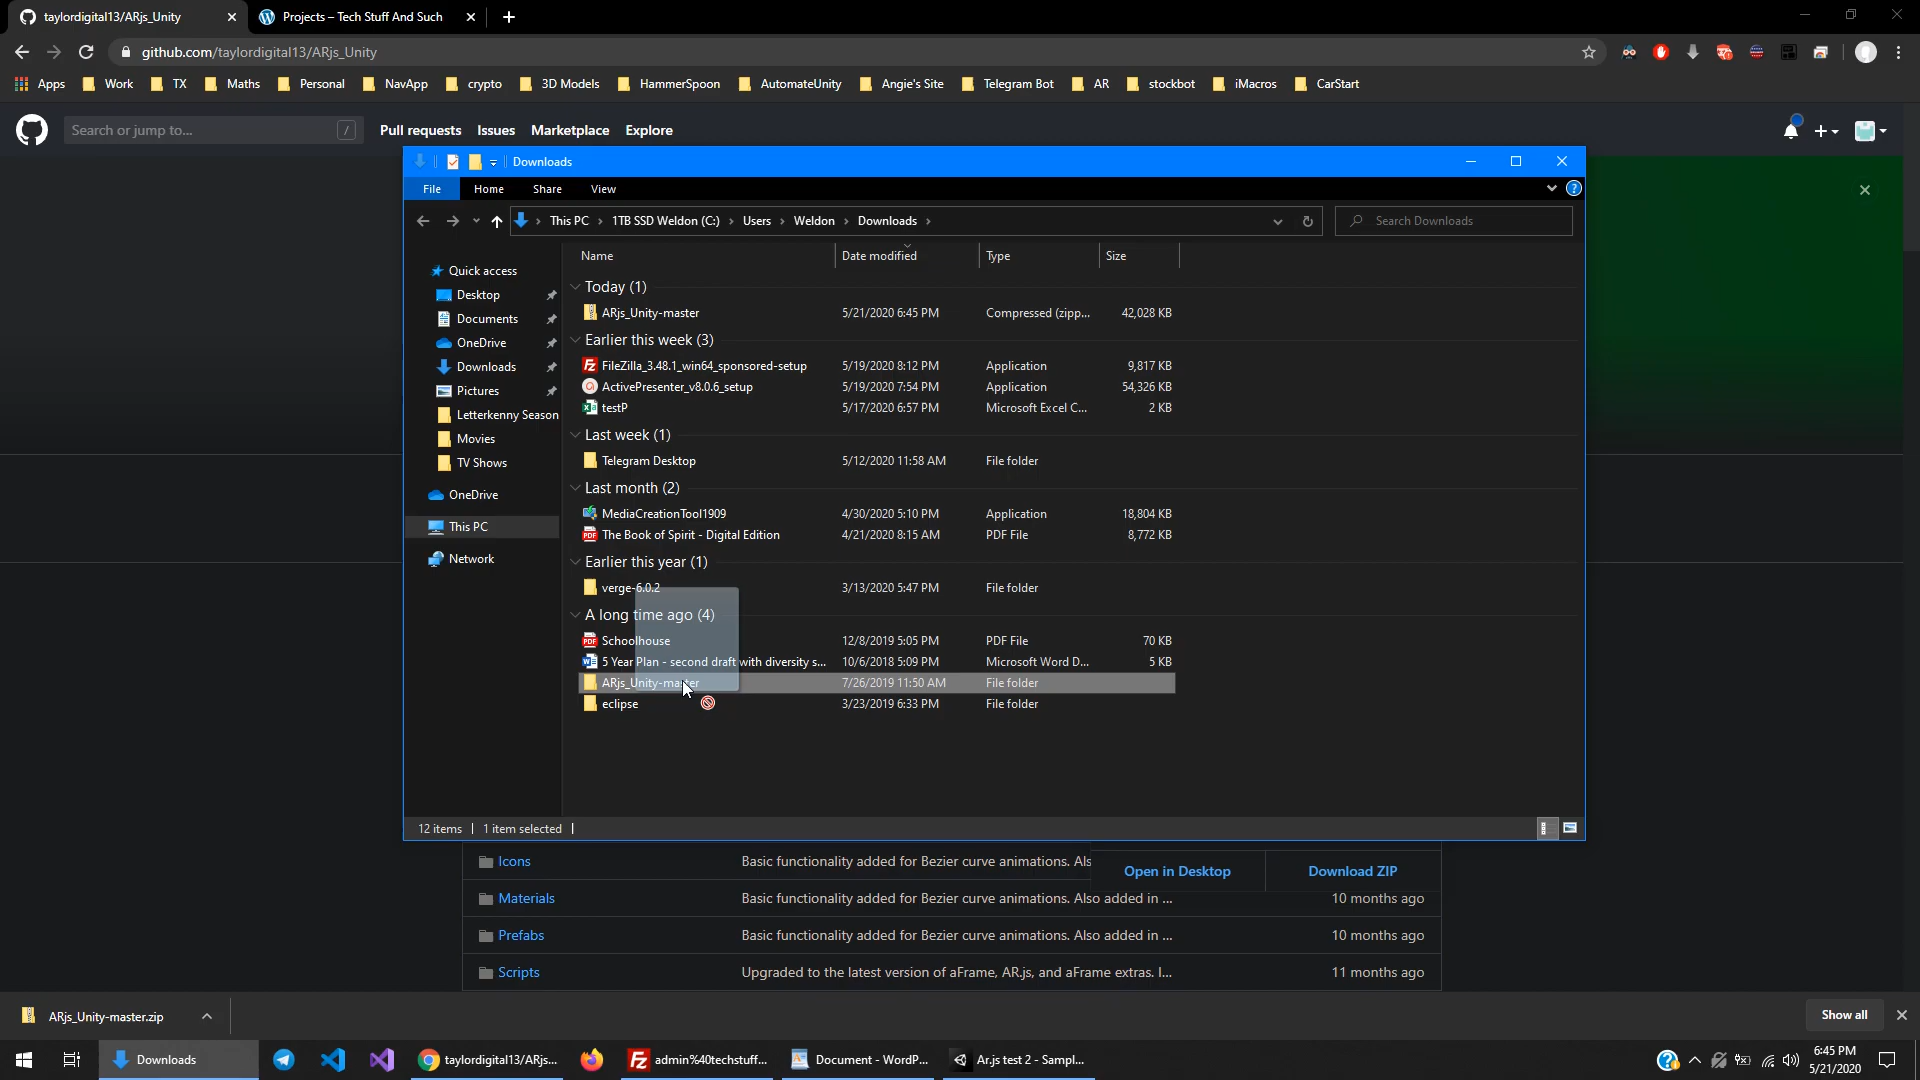 taylordigital13/ARjs_Unity
Projects – Tech Stuff And Such
github.com/taylordigital13/ARjs_Unity
Apps Work TX Maths Personal NavApp crypto 3D Models HammerSpoon AutomateUnity Angie's Site Telegram Bot AR stockbot iMacros CarStart
Search or jump to... /
Pull requests Issues Marketplace Explore
Downloads
File Home Share View
This PC › 1TB SSD Weldon (C:) › Users › Weldon › Downloads ›
Search Downloads
Name Date modified Type Size
Quick access
Desktop
Documents
OneDrive
Downloads
Pictures
Letterkenny Season
Movies
TV Shows
OneDrive
This PC
Network
Today (1)
ARjs_Unity-master 5/21/2020 6:45 PM Compressed (zipp... 42,028 KB
Earlier this week (3)
FileZilla_3.48.1_win64_sponsored-setup 5/19/2020 8:12 PM Application 9,817 KB
ActivePresenter_v8.0.6_setup 5/19/2020 7:54 PM Application 54,326 KB
testP 5/17/2020 6:57 PM Microsoft Excel C... 2 KB
Last week (1)
Telegram Desktop 5/12/2020 11:58 AM File folder
Last month (2)
MediaCreationTool1909 4/30/2020 5:10 PM Application 18,804 KB
The Book of Spirit - Digital Edition 4/21/2020 8:15 AM PDF File 8,772 KB
Earlier this year (1)
verge-6.0.2 3/13/2020 5:47 PM File folder
A long time ago (4)
Schoolhouse 12/8/2019 5:05 PM PDF File 70 KB
5 Year Plan - second draft with diversity s... 10/6/2018 5:09 PM Microsoft Word D... 5 KB
ARjs_Unity-master 7/26/2019 11:50 AM File folder
eclipse 3/23/2019 6:33 PM File folder
12 items 1 item selected
Icons Basic functionality added for Bezier curve animations. Als
Open in Desktop Download ZIP
Materials Basic functionality added for Bezier curve animations. Also added in ... 10 months ago
Prefabs Basic functionality added for Bezier curve animations. Also added in ... 10 months ago
Scripts Upgraded to the latest version of aFrame, AR.js, and aFrame extras. I... 11 months ago
ARjs_Unity-master.zip
Show all
Downloads
taylordigital13/ARjs...
admin%40techstuff...
Document - WordP...
Ar.js test 2 - Sampl...
6:45 PM
5/21/2020